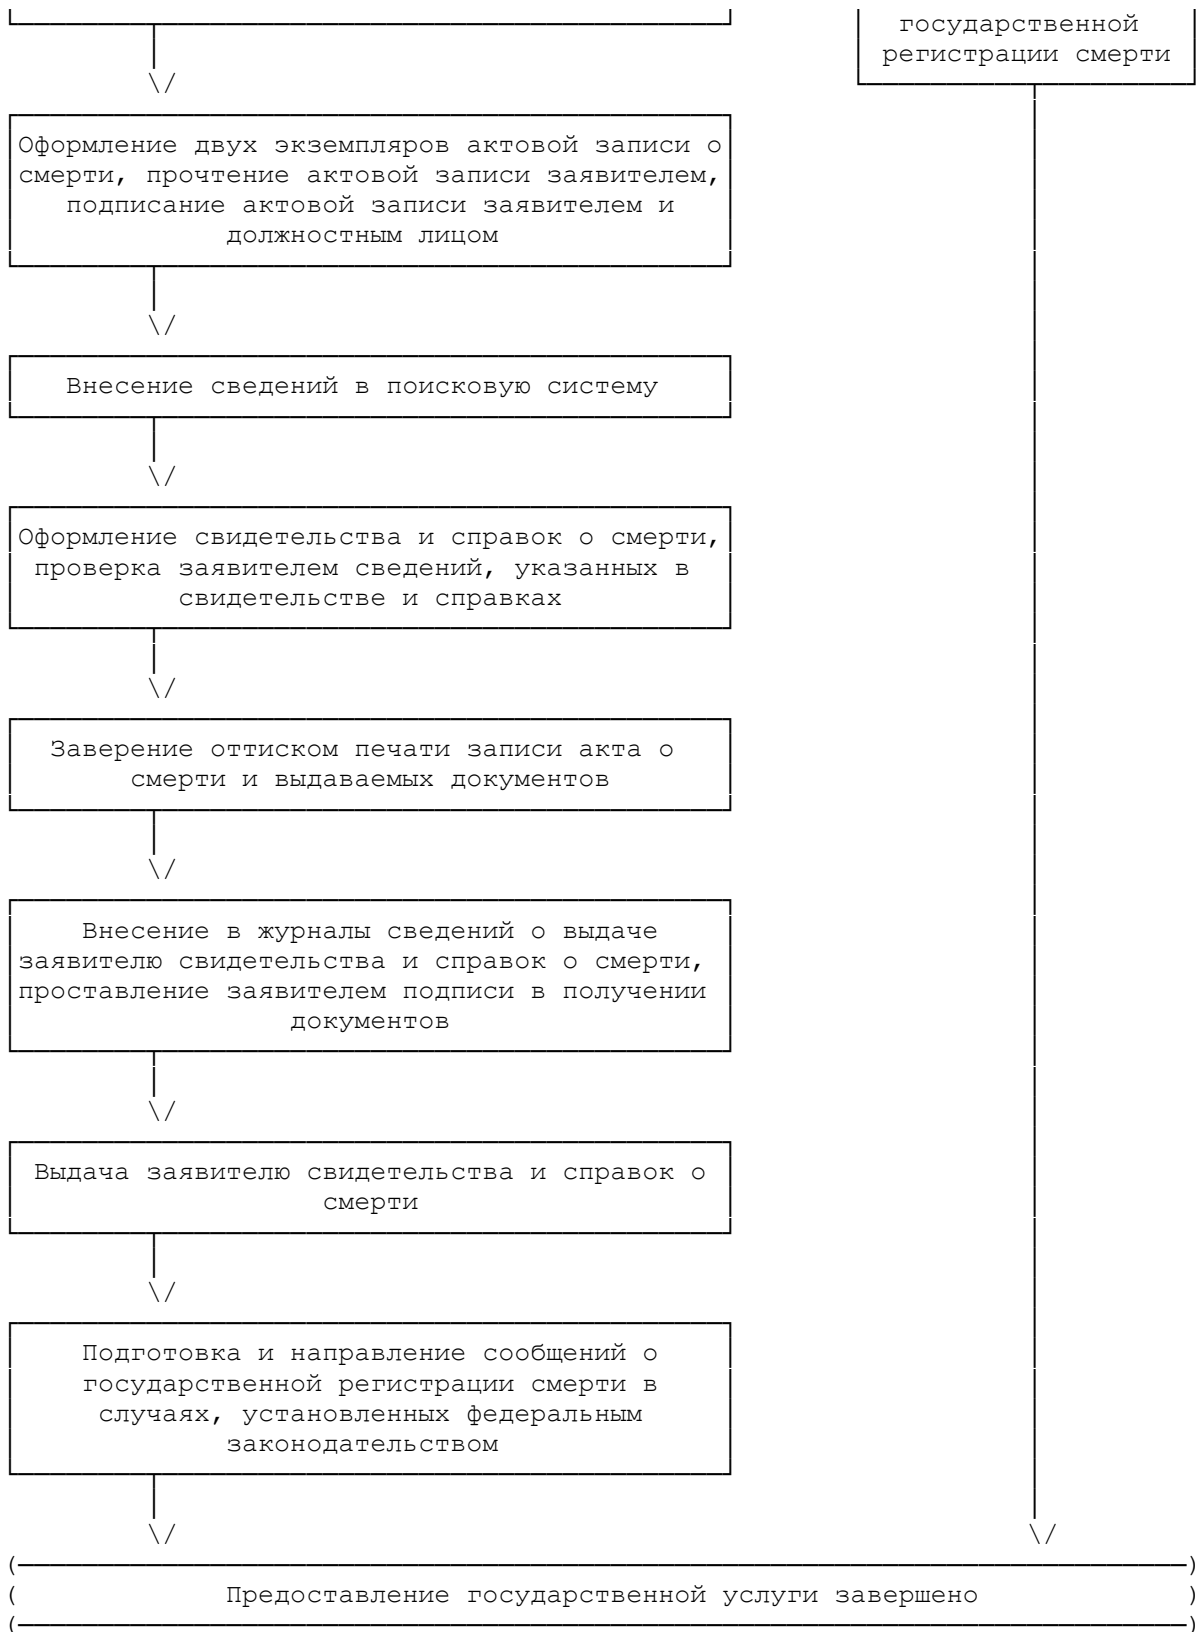 государственной
регистрации смерти
Оформление двух экземпляров актовой записи о
смерти, прочтение актовой записи заявителем,
подписание актовой записи заявителем и
должностным лицом
Внесение сведений в поисковую систему
Оформление свидетельства и справок о смерти,
проверка заявителем сведений, указанных в
свидетельстве и справках
Заверение оттиском печати записи акта о
смерти и выдаваемых документов
Внесение в журналы сведений о выдаче
заявителю свидетельства и справок о смерти,
проставление заявителем подписи в получении
документов
Выдача заявителю свидетельства и справок о
смерти
Подготовка и направление сообщений о
государственной регистрации смерти в
случаях, установленных федеральным
законодательством
Предоставление государственной услуги завершено